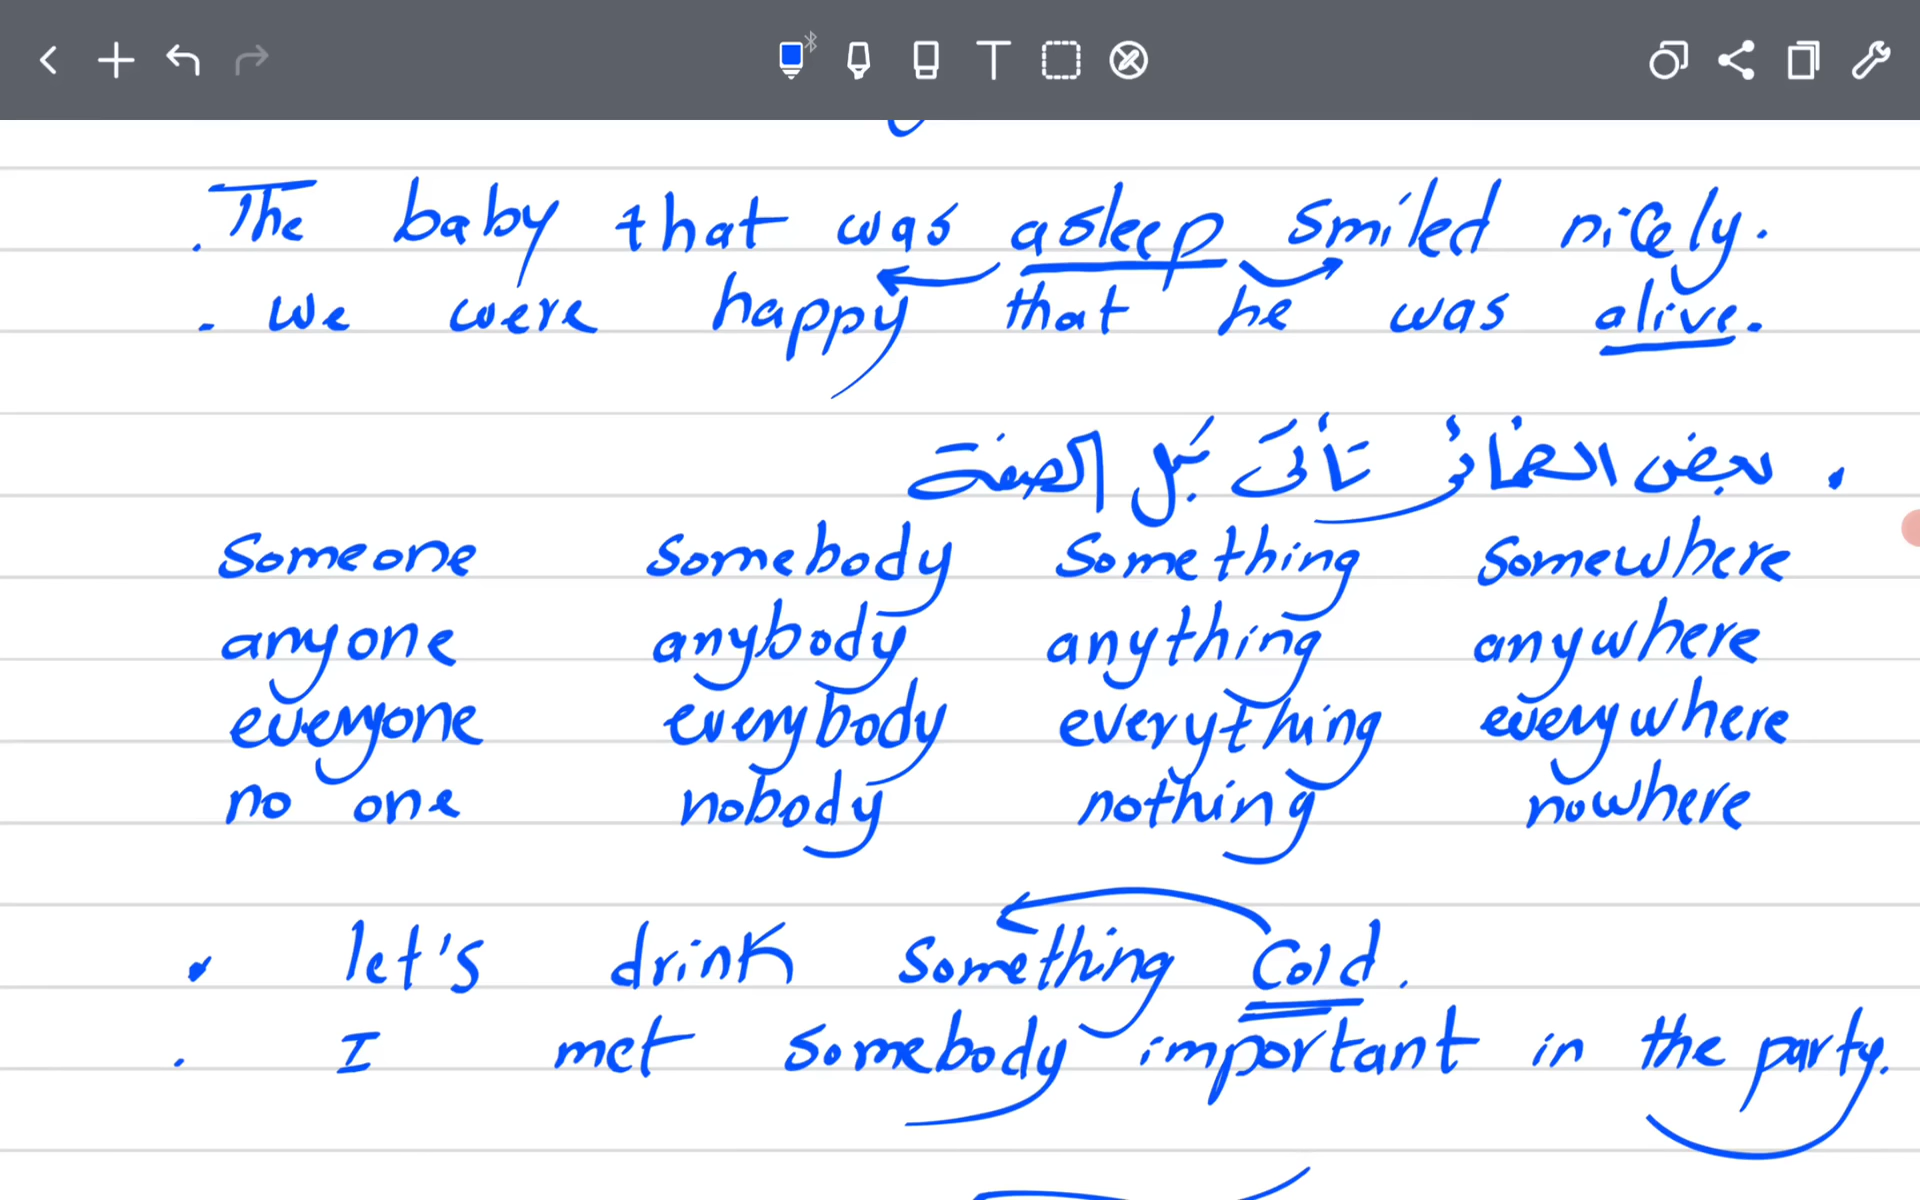 . The baby that was asleep smiled nicely.
. we were happy that he was alive.
. بعض الضمائر تأتي قبل الصفة
someone somebody something somewhere
anyone anybody anything anywhere
everyone everybody everything everywhere
no one nobody nothing nowhere
. let's drink something cold.
. I met somebody important in the party.